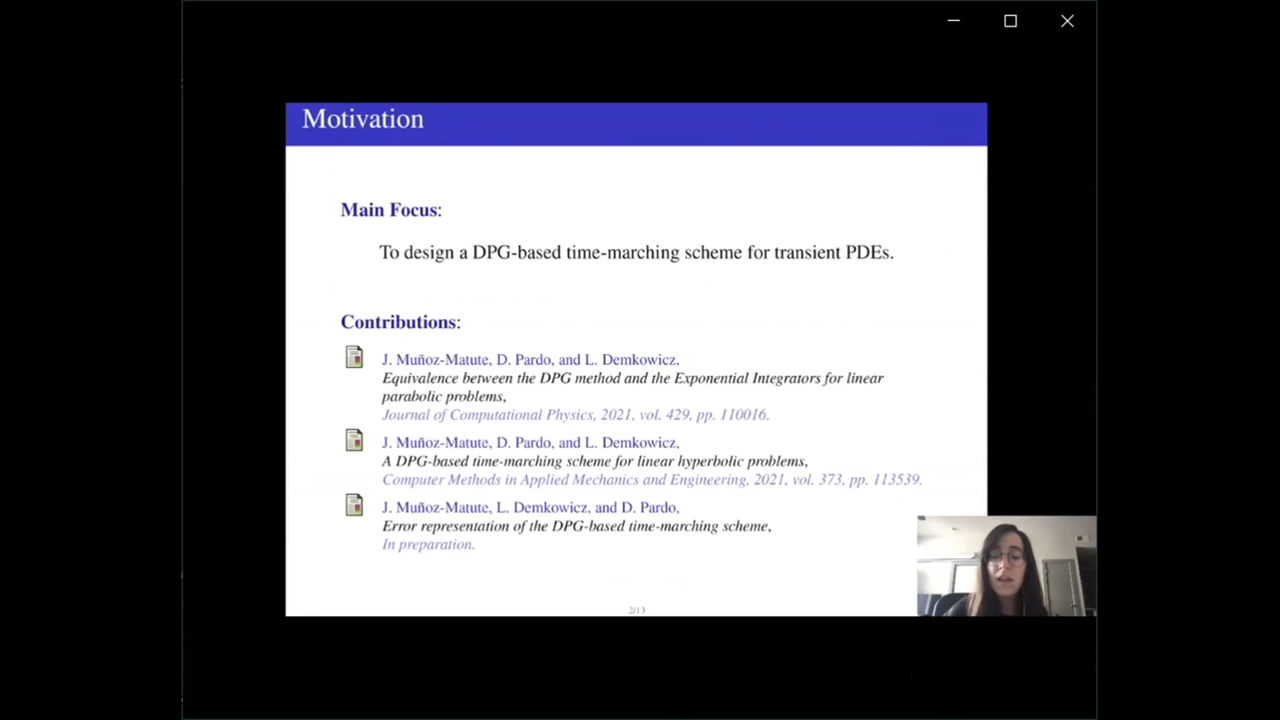 Motivation
Main Focus:
To design a DPG-based time-marching scheme for transient PDEs.
Contributions:
J. Muñoz-Matute, D. Pardo, and L. Demkowicz,
Equivalence between the DPG method and the Exponential Integrators for linear
parabolic problems,
Journal of Computational Physics, 2021, vol. 429, pp. 110016.
J. Muñoz-Matute, D. Pardo, and L. Demkowicz,
A DPG-based time-marching scheme for linear hyperbolic problems,
Computer Methods in Applied Mechanics and Engineering, 2021, vol. 373, pp. 113539.
J. Muñoz-Matute, L. Demkowicz, and D. Pardo,
Error representation of the DPG-based time-marching scheme,
In preparation.
2/13